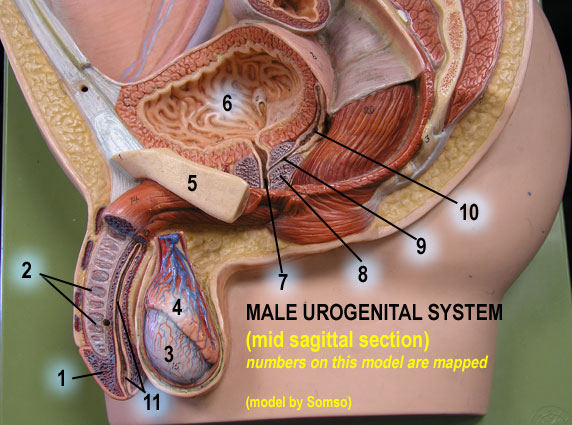 6
5
10
9
8
7
2
4
3
1
11
MALE UROGENITAL SYSTEM
(mid sagittal section)
numbers on this model are mapped
(model by Somso)